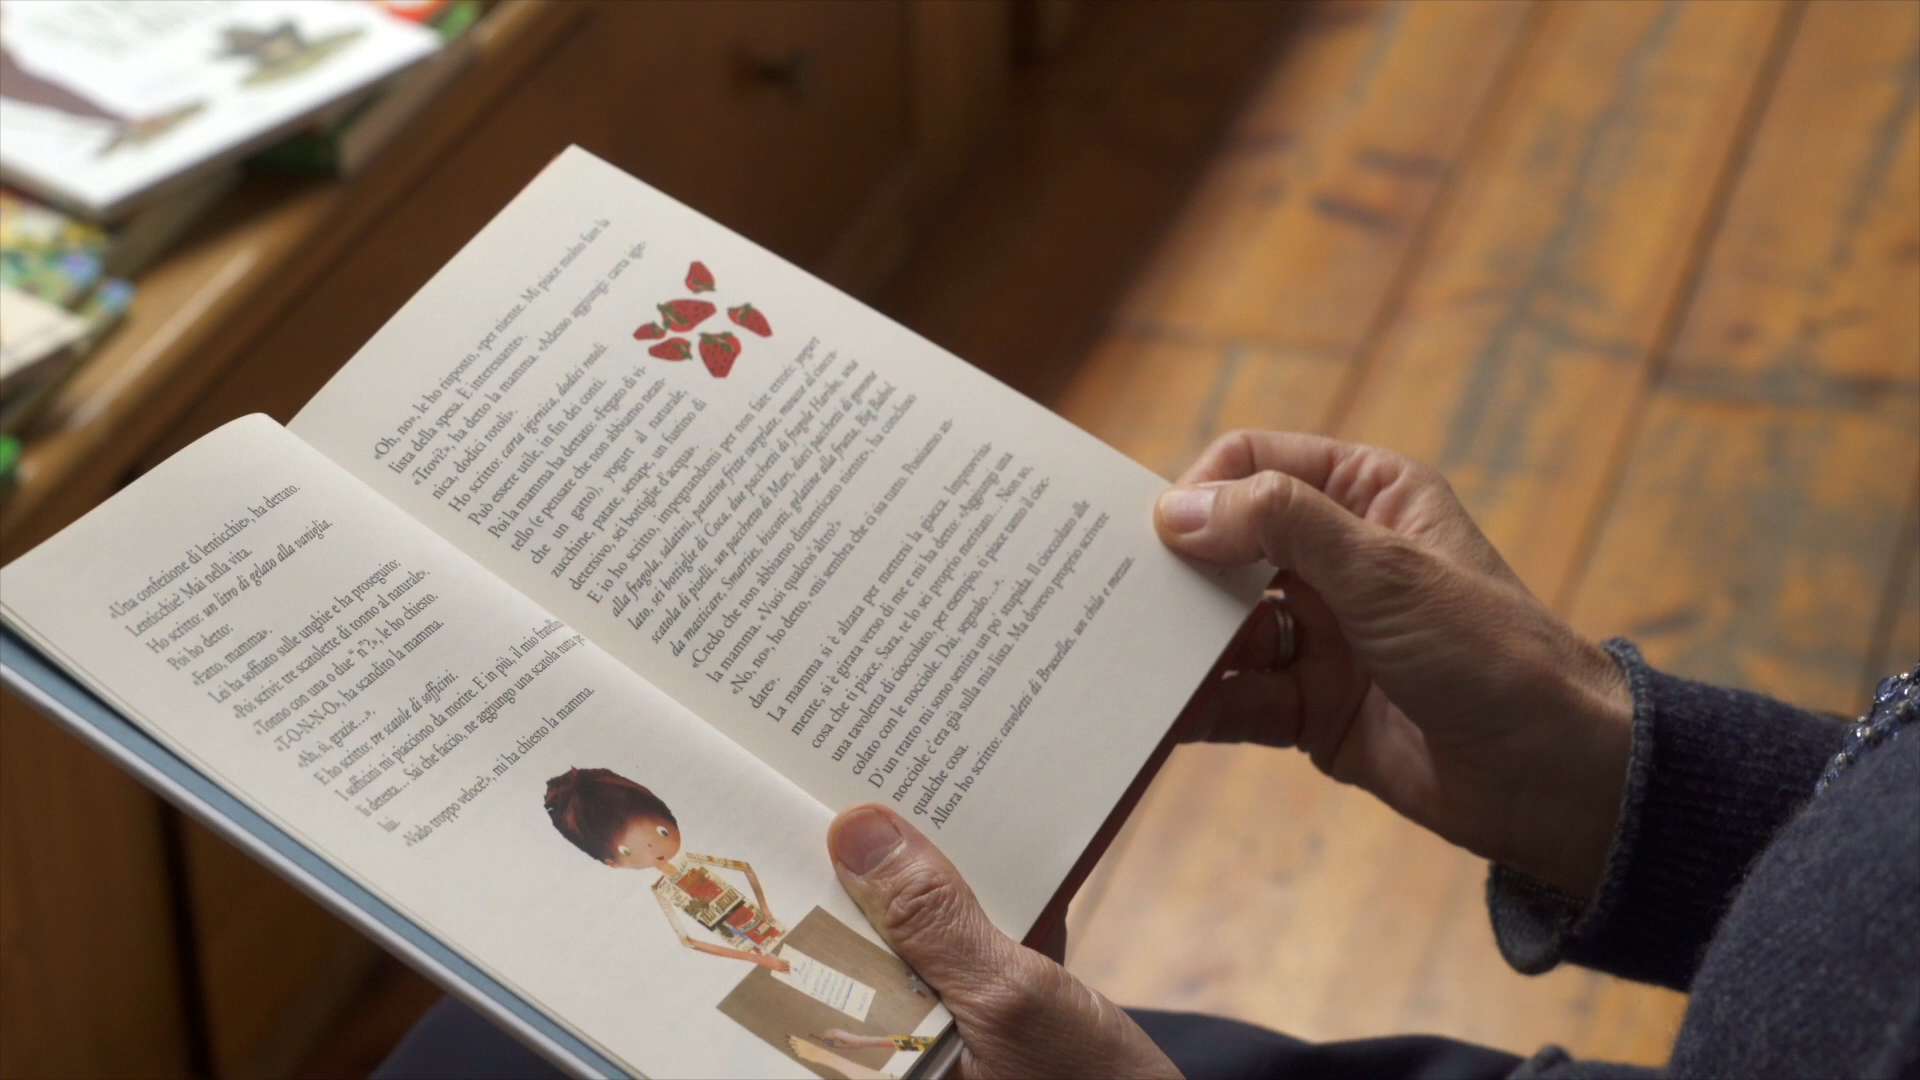 «Una confezione di lenticchie», ha dettato.
Lenticchie? Mai nella vita.
Ho scritto: un litro di gelato alla vaniglia.
Poi ho detto:
«Fatto, mamma».
Lei ha soffiato sulle unghie e ha proseguito:
«Poi scrivi: tre scatolette di tonno al naturale».
«Tonno con una o due “n”?», le ho chiesto.
«T-O-N-N-O», ha scandito la mamma.
«Ah, sì, grazie…».
E ho scritto: tre scatole di sofficini.
I sofficini mi piacciono da morire. E in più, il mio fratellin
li detesta… Sai che faccio, ne aggiungo una scatola tutta pe
lui.
«Vado troppo veloce?», mi ha chiesto la mamma.
«Oh, no», le ho risposto, «per niente. Mi piace molto fare la
lista della spesa. È interessante».
«Trovi?», ha detto la mamma. «Adesso aggiungi: carta igie-
nica, dodici rotoli».
Ho scritto: carta igienica, dodici rotoli.
Può essere utile, in fin dei conti.
Poi la mamma ha dettato: «Fegato di vi-
tello (e pensare che non abbiamo nean-
che un gatto), yogurt al naturale,
zucchine, patate, senape, un fustino di
detersivo, sei bottiglie d'acqua».
E io ho scritto, impegnandomi per non fare errori: yogurt
alla fragola, salatini, patatine fritte surgelate, mousse al ciocco-
lato, sei bottiglie di Coca, due pacchetti di fragole Haribo, una
scatola di piselli, un pacchetto di Mars, dieci pacchetti di gomme
da masticare, Smarties, biscotti, gelatine alla frutta, Big Babol.
«Credo che non abbiamo dimenticato niente», ha concluso
la mamma. «Vuoi qualcos'altro?»
«No, no», ho detto, «mi sembra che ci sia tutto. Possiamo an-
dare».
La mamma si è alzata per mettersi la giacca. Improvvisa-
mente, si è girata verso di me e mi ha detto: «Aggiungi una
cosa che ti piace, Sara, te lo sei proprio meritato… Non so,
una tavoletta di cioccolato, per esempio, ti piace tanto il cioc-
colato con le nocciole. Dai, segnalo…».
D'un tratto mi sono sentita un po' stupida. Il cioccolato alle
nocciole c'era già sulla mia lista. Ma dovevo proprio scrivere
qualche cosa.
Allora ho scritto: cavoletti di Bruxelles, un chilo e mezzo.